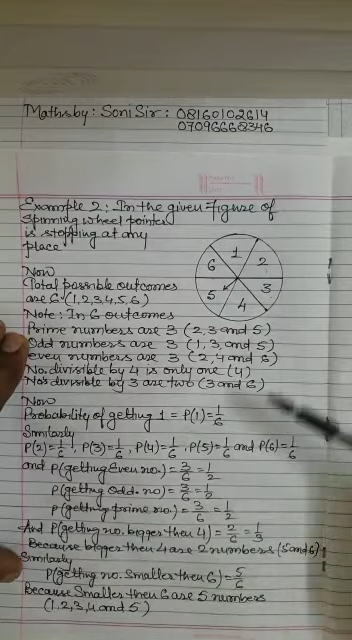 Maths by : Soni Sir : 08160102614
07096668346
Example 2 : In the given figure of
spinning wheel pointer
is stopping at any
place
1
2
3
4
5
6
Now
Total possible outcomes
are 6 (1,2,3,4,5,6)
Note : In 6 outcomes
Prime numbers are 3 (2,3 and 5)
Odd numbers are 3 (1,3, and 5)
even numbers are 3 (2,4 and 6)
No. divisible by 4 is only one (4)
No's divisible by 3 are two (3 and 6)
Now
Probability of getting 1 = P(1) = 1/6
Similarly
P(2) = 1/6, P(3) = 1/6, P(4) = 1/6, P(5) = 1/6 and P(6) = 1/6
and P(getting Even no.) = 3/6 = 1/2
P(getting odd. no) = 3/6 = 1/2
P(getting prime no.) = 3/6 = 1/2
And P(getting no. bigger then 4) = 2/6 = 1/3
Because bigger then 4 are 2 numbers (5 and 6)
Similarly
P(getting no. Smaller then 6) = 5/6
Because Smaller then 6 are 5 numbers
(1,2,3,4 and 5)